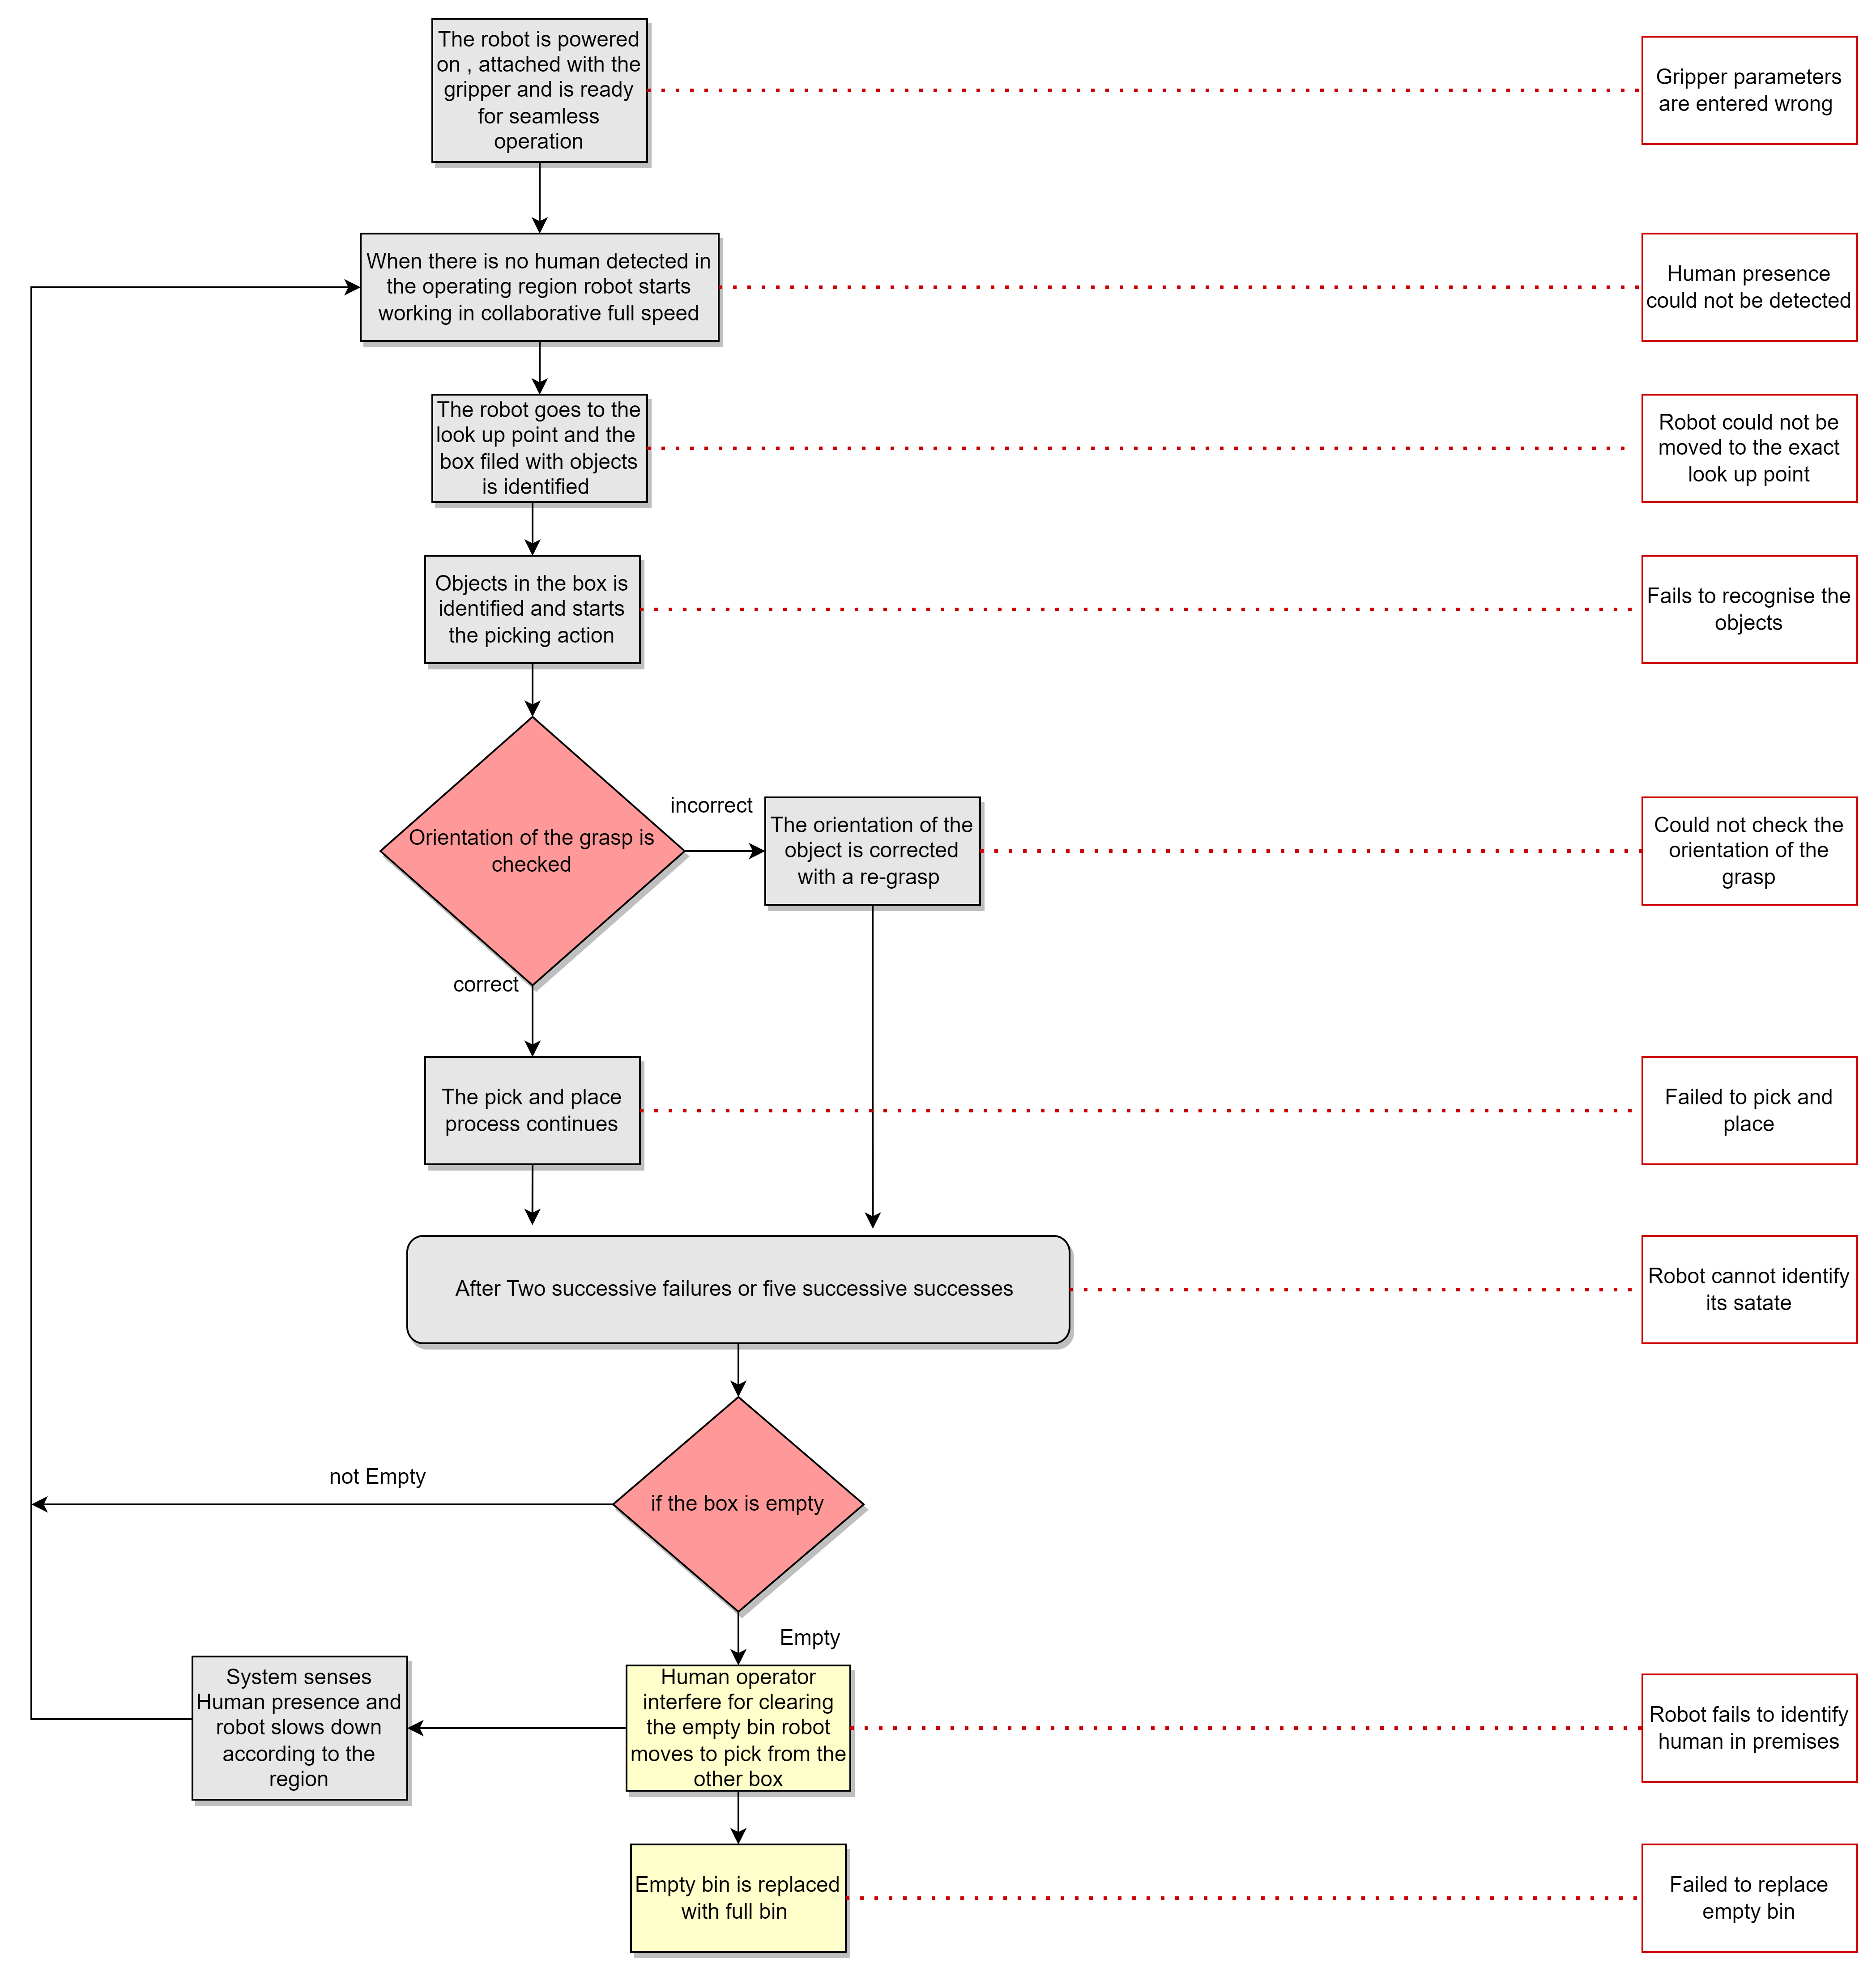 The robot is powered
on , attached with the
gripper and is ready
for seamless
operation
Gripper parameters
are entered wrong
When there is no human detected in
the operating region robot starts
working in collaborative full speed
Human presence
could not be detected
The robot goes to the
look up point and the
box filed with objects
is identified
Robot could not be
moved to the exact
look up point
Objects in the box is
identified and starts
the picking action
Fails to recognise the
objects
Orientation of the grasp is
checked
incorrect
The orientation of the
object is corrected
with a re-grasp
Could not check the
orientation of the
grasp
correct
The pick and place
process continues
Failed to pick and
place
After Two successive failures or five successive successes
Robot cannot identify
its satate
not Empty
if the box is empty
Empty
System senses
Human presence and
robot slows down
according to the
region
Human operator
interfere for clearing
the empty bin robot
moves to pick from the
other box
Robot fails to identify
human in premises
Empty bin is replaced
with full bin
Failed to replace
empty bin